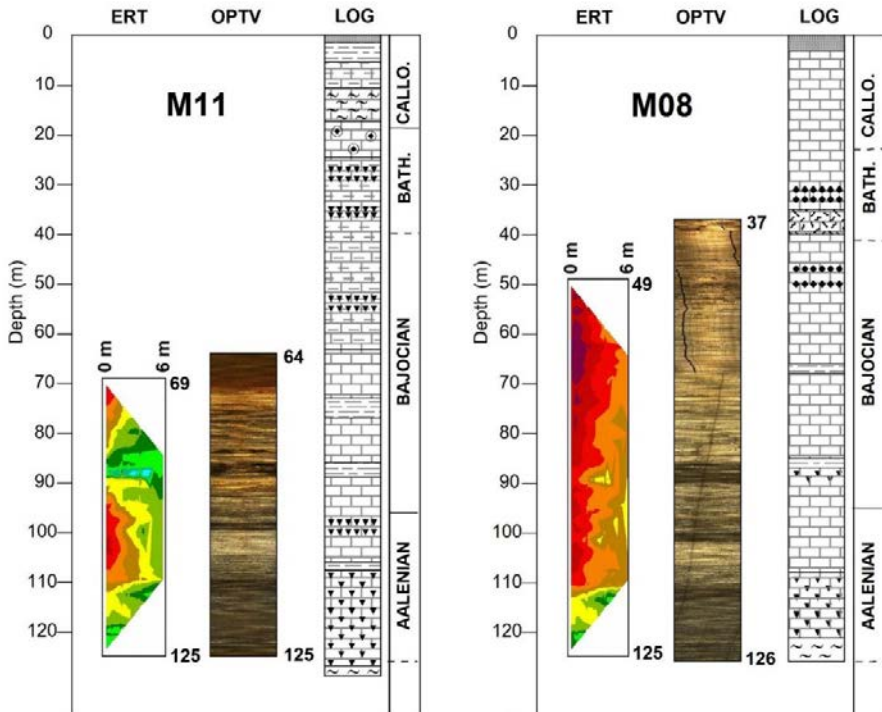 ERT OPTV LOG
M11
0
10
20
30
40
50
60
70
80
90
100
110
120
Depth (m)
0 m
6 m
69
125
64
125
CALLO.
BATH.
BAJOCIAN
AALENIAN
ERT OPTV LOG
M08
0
10
20
30
40
50
60
70
80
90
100
110
120
Depth (m)
0 m
6 m
49
125
37
126
CALLO.
BATH.
BAJOCIAN
AALENIAN